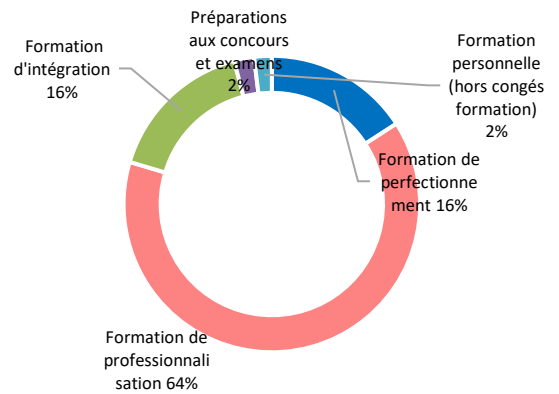 Préparations
aux concours
et examens
2%
Formation
d'intégration
16%
Formation
personnelle
(hors congés
formation)
2%
Formation de
perfectionne
ment 16%
Formation de
professionnali
sation 64%